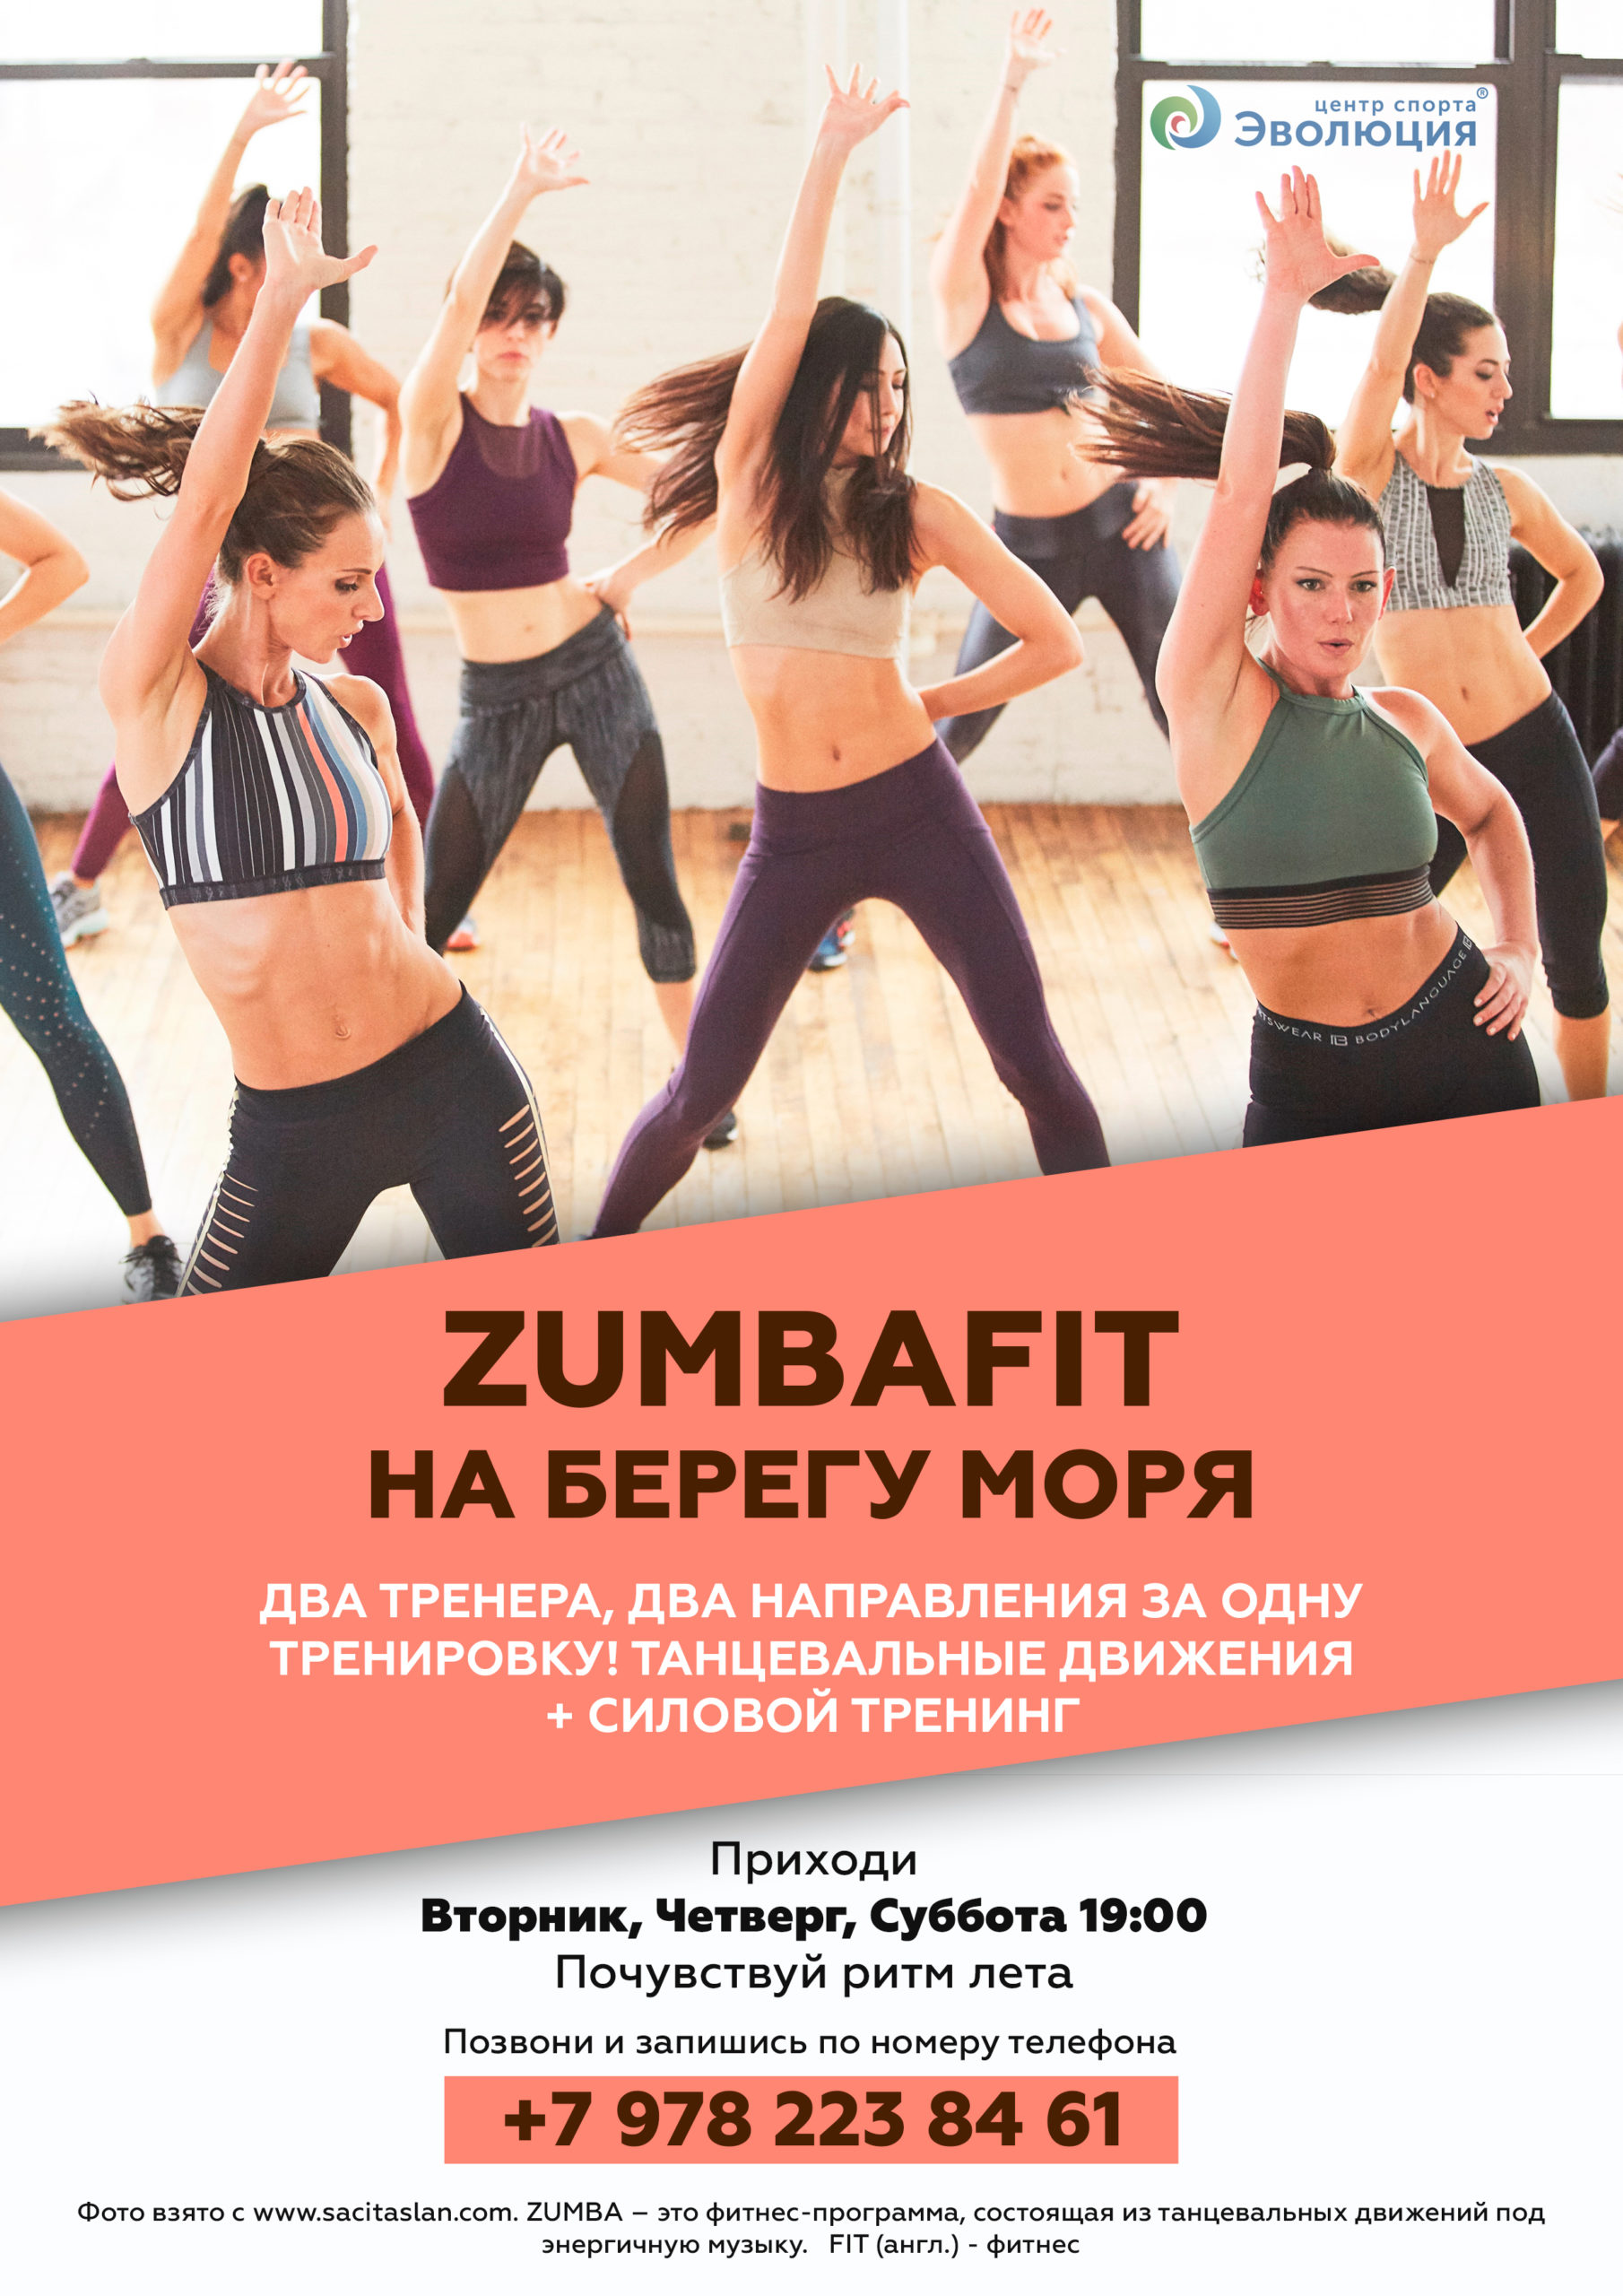 центр спорта®
Эволюция
SWEAR B BODYLANGUAGE
ZUMBAFIT
НА БЕРЕГУ МОРЯ
ДВА ТРЕНЕРА, ДВА НАПРАВЛЕНИЯ ЗА ОДНУ
ТРЕНИРОВКУ! ТАНЦЕВАЛЬНЫЕ ДВИЖЕНИЯ
+ СИЛОВОЙ ТРЕНИНГ
Приходи
Вторник, Четверг, Суббота 19:00
Почувствуй ритм лета
Позвони и запишись по номеру телефона
+7 978 223 84 61
Фото взято с www.sacitaslan.com. ZUMBA – это фитнес-программа, состоящая из танцевальных движений под
энергичную музыку. FIT (англ.) - фитнес